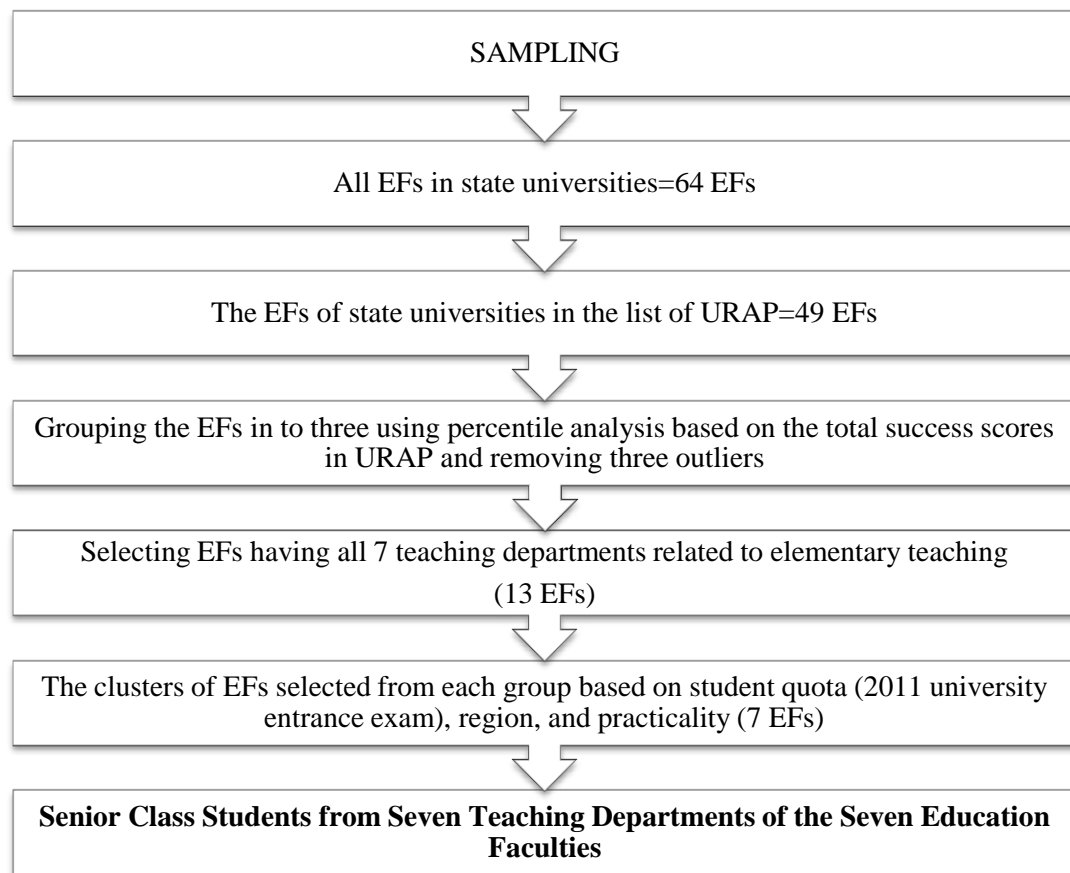 SAMPLING
All EFs in state universities=64 EFs
The EFs of state universities in the list of URAP=49 EFs
Grouping the EFs in to three using percentile analysis based on the total success scores
in URAP and removing three outliers
Selecting EFs having all 7 teaching departments related to elementary teaching
(13 EFs)
The clusters of EFs selected from each group based on student quota (2011 university
entrance exam), region, and practicality (7 EFs)
Senior Class Students from Seven Teaching Departments of the Seven Education
Faculties